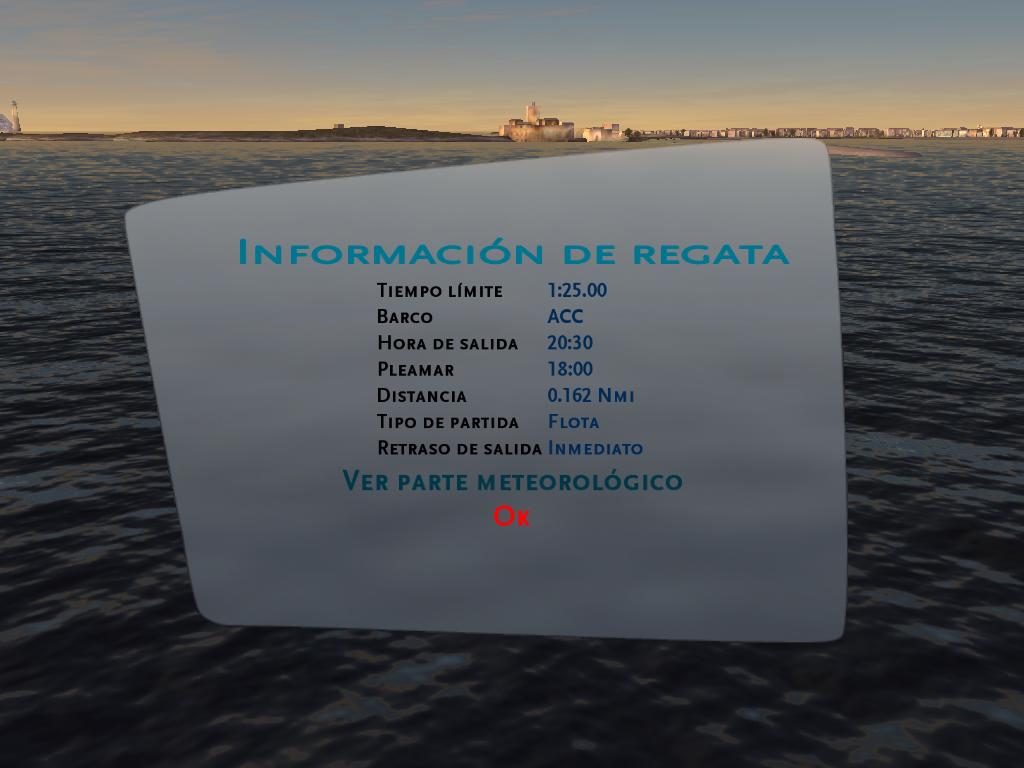 Información de regata
Tiempo límite 1:25.00
Barco ACC
Hora de salida 20:30
Pleamar 18:00
Distancia 0.162 Nmi
Tipo de partida Flota
Retraso de salida Inmediato
Ver parte meteorológico
Ok